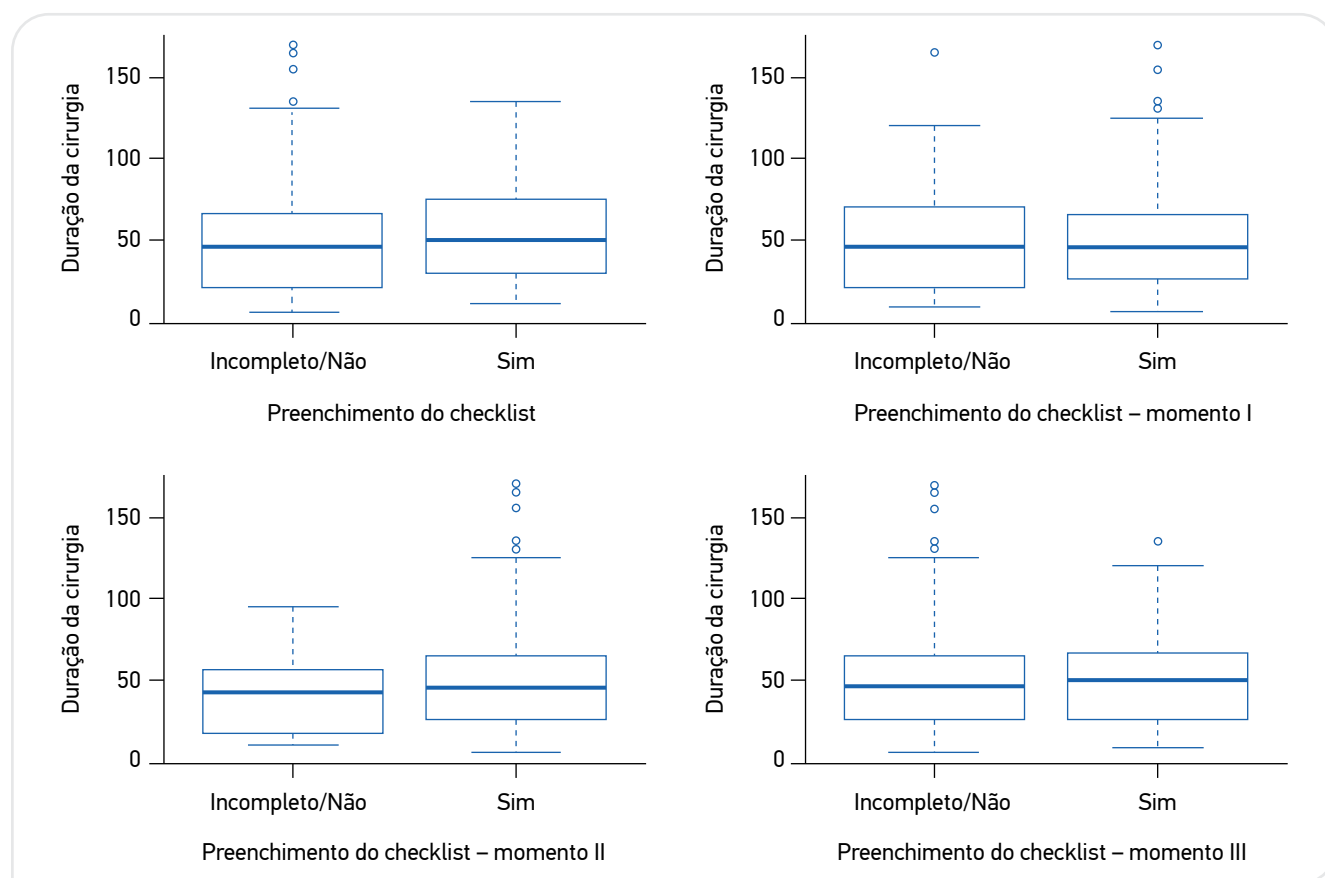 Duração da cirurgia
150
100
50
0
Incompleto/Não
Sim
Preenchimento do checklist
Duração da cirurgia
150
100
50
0
Incompleto/Não
Sim
Preenchimento do checklist – momento I
Duração da cirurgia
150
100
50
0
Incompleto/Não
Sim
Preenchimento do checklist – momento II
Duração da cirurgia
150
100
50
0
Incompleto/Não
Sim
Preenchimento do checklist – momento III